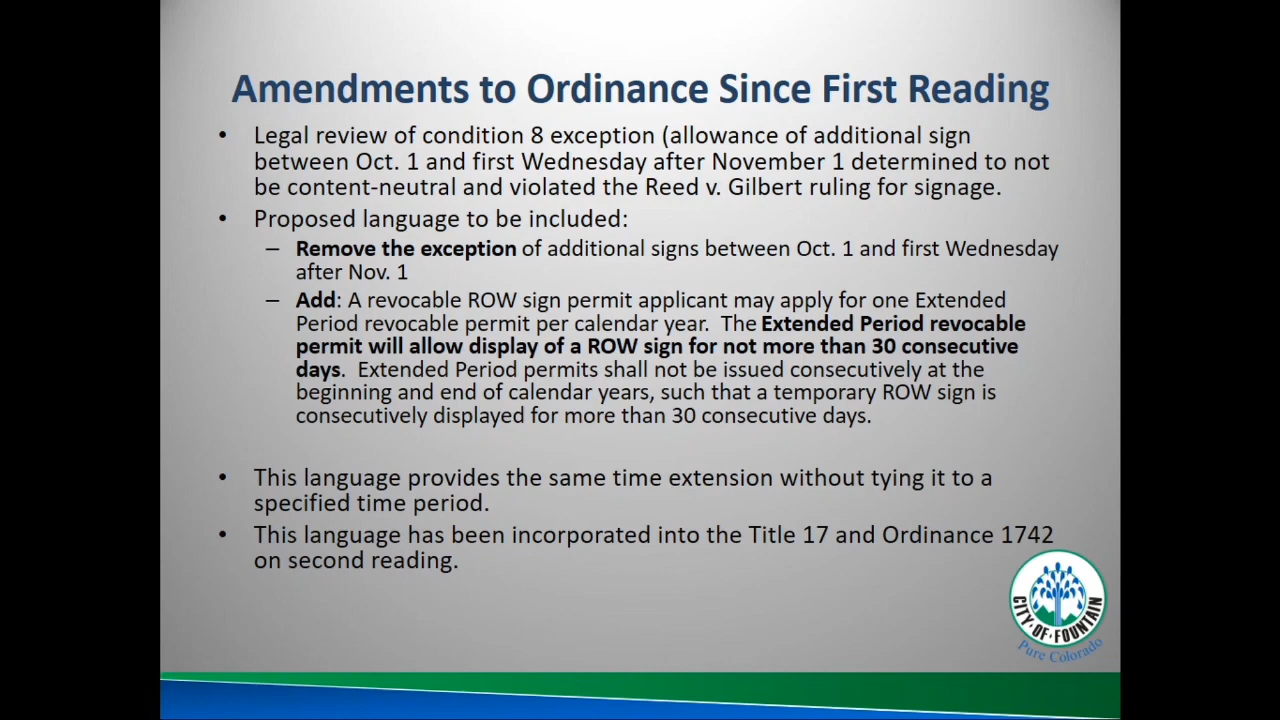 Amendments to Ordinance Since First Reading
• Legal review of condition 8 exception (allowance of additional sign
between Oct. 1 and first Wednesday after November 1 determined to not
be content-neutral and violated the Reed v. Gilbert ruling for signage.
• Proposed language to be included:
– Remove the exception of additional signs between Oct. 1 and first Wednesday
after Nov. 1
– Add: A revocable ROW sign permit applicant may apply for one Extended
Period revocable permit per calendar year. The Extended Period revocable
permit will allow display of a ROW sign for not more than 30 consecutive
days. Extended Period permits shall not be issued consecutively at the
beginning and end of calendar years, such that a temporary ROW sign is
consecutively displayed for more than 30 consecutive days.
• This language provides the same time extension without tying it to a
specified time period.
• This language has been incorporated into the Title 17 and Ordinance 1742
on second reading.
CITY·OF·FOUNTAIN
Pure Colorado